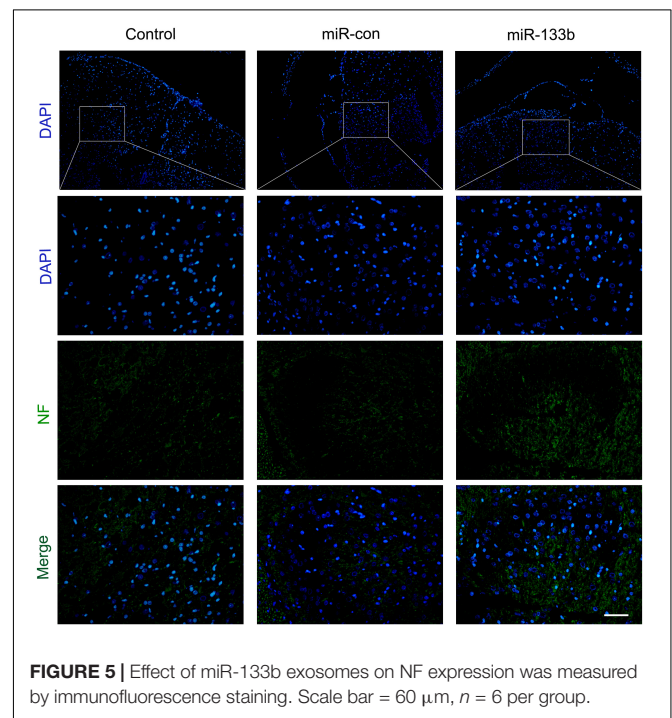 Control miR-con miR-133b
DAPI
DAPI
NF
Merge
FIGURE 5 | Effect of miR-133b exosomes on NF expression was measured
by immunofluorescence staining. Scale bar = 60 μm, n = 6 per group.